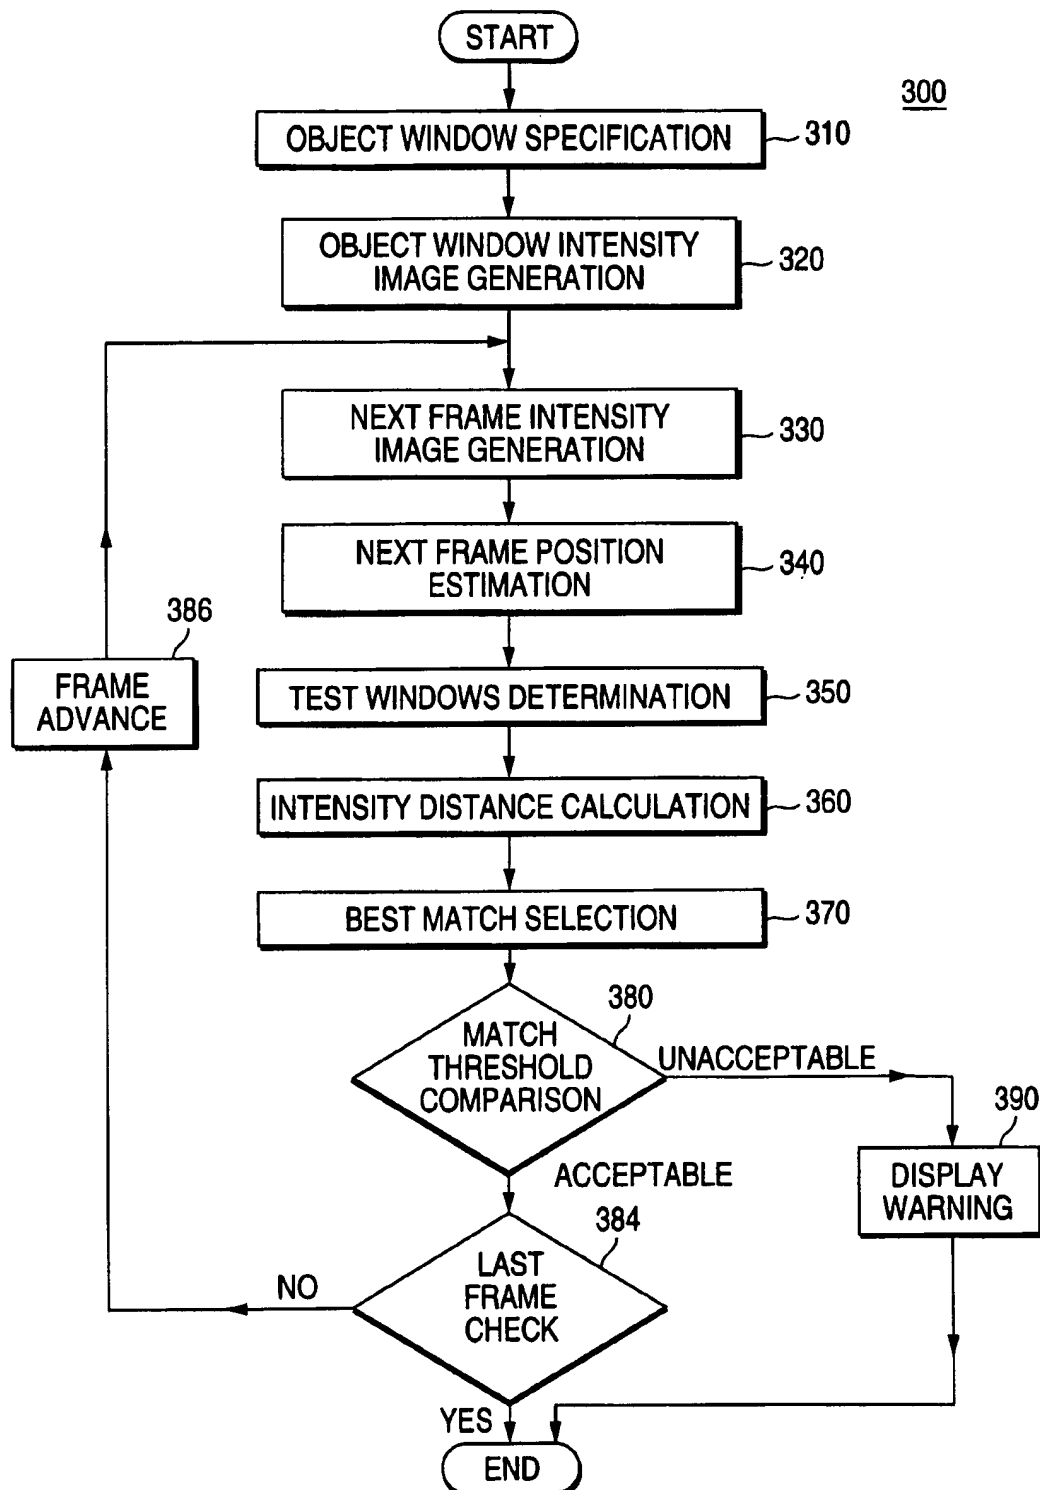 START
300
OBJECT WINDOW SPECIFICATION
310
OBJECT WINDOW INTENSITY
IMAGE GENERATION
320
NEXT FRAME INTENSITY
IMAGE GENERATION
330
NEXT FRAME POSITION
ESTIMATION
340
386
FRAME
ADVANCE
TEST WINDOWS DETERMINATION
350
INTENSITY DISTANCE CALCULATION
360
BEST MATCH SELECTION
370
380
MATCH
THRESHOLD
COMPARISON
UNACCEPTABLE
390
DISPLAY
WARNING
ACCEPTABLE
384
LAST
FRAME
CHECK
NO
YES
END